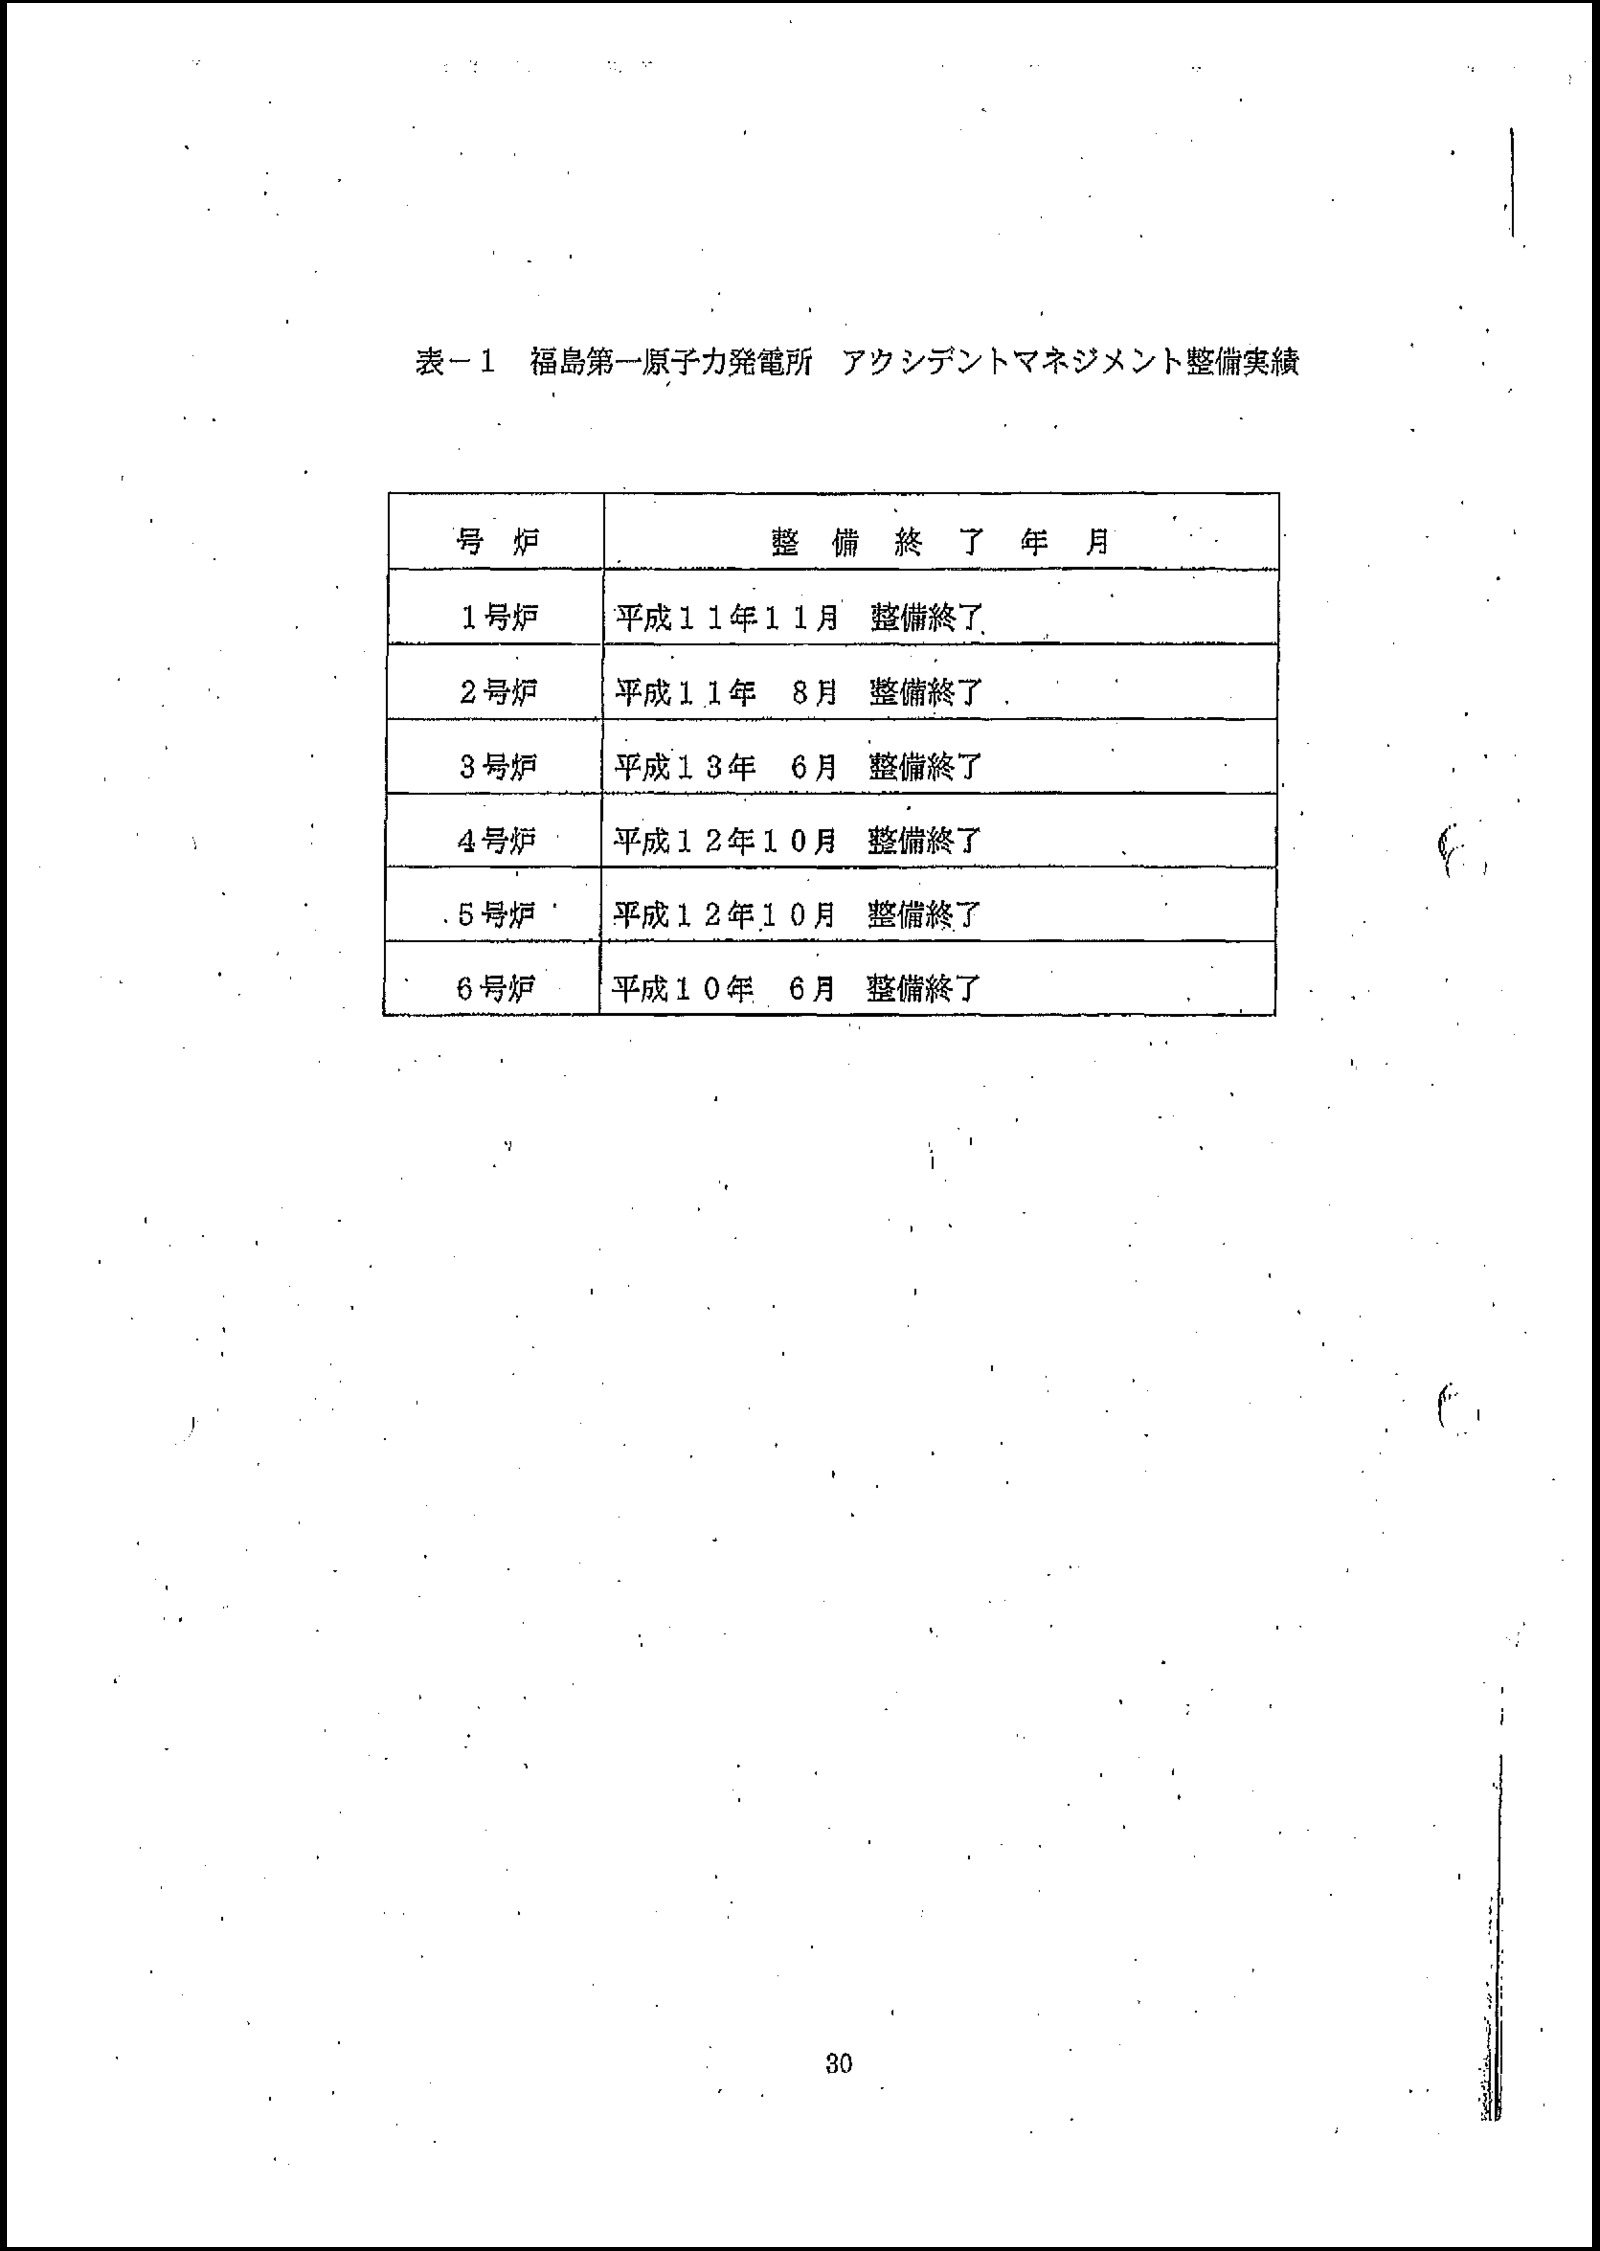 表－１　福島第一原子力発電所　アクシデントマネジメント整備実績
号　炉　整　備　終　了　年　月
１号炉　平成１１年１１月　整備終了
２号炉　平成１１年　８月　整備終了
３号炉　平成１３年　６月　整備終了
４号炉　平成１２年１０月　整備終了
５号炉　平成１２年１０月　整備終了
６号炉　平成１０年　６月　整備終了
30